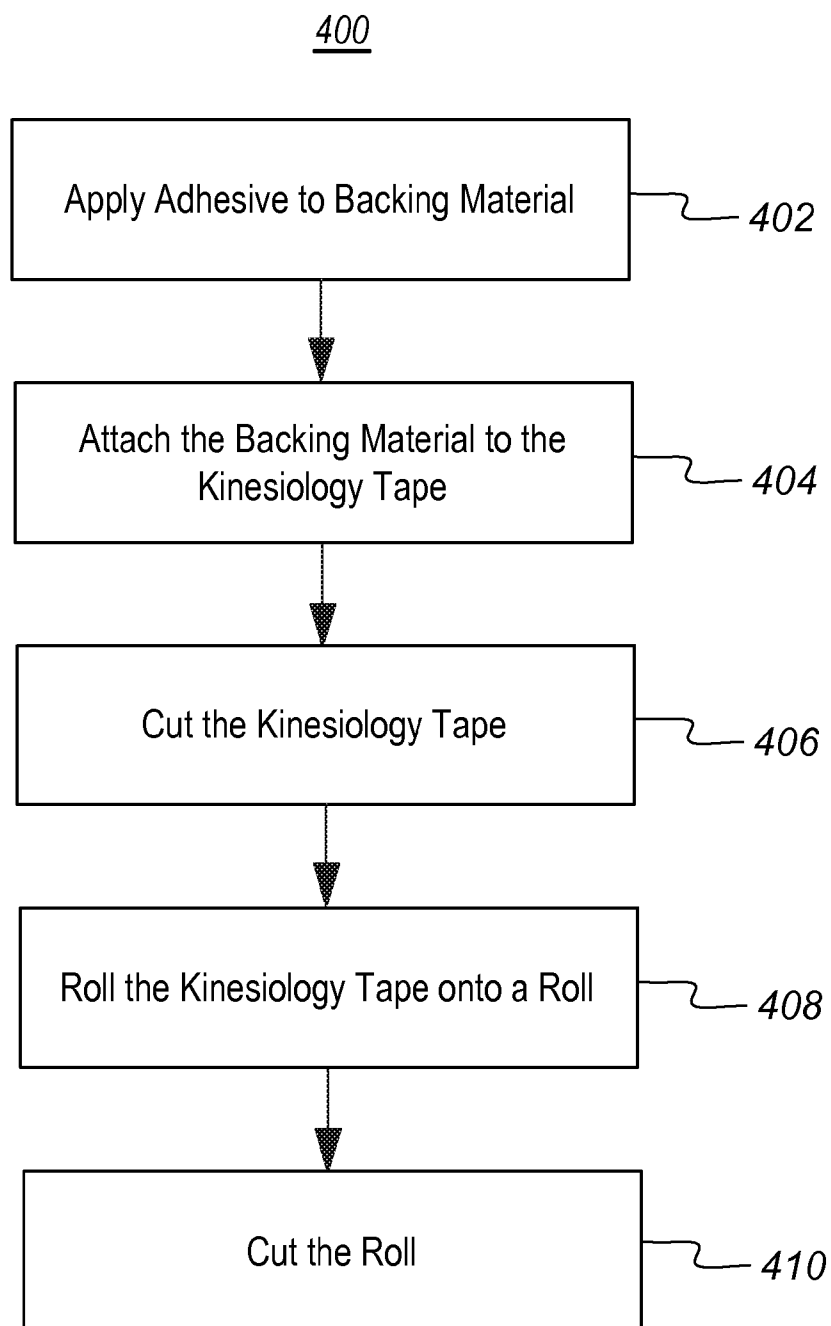 400
Apply Adhesive to Backing Material
402
Attach the Backing Material to the
Kinesiology Tape
404
Cut the Kinesiology Tape
406
Roll the Kinesiology Tape onto a Roll
408
Cut the Roll
410